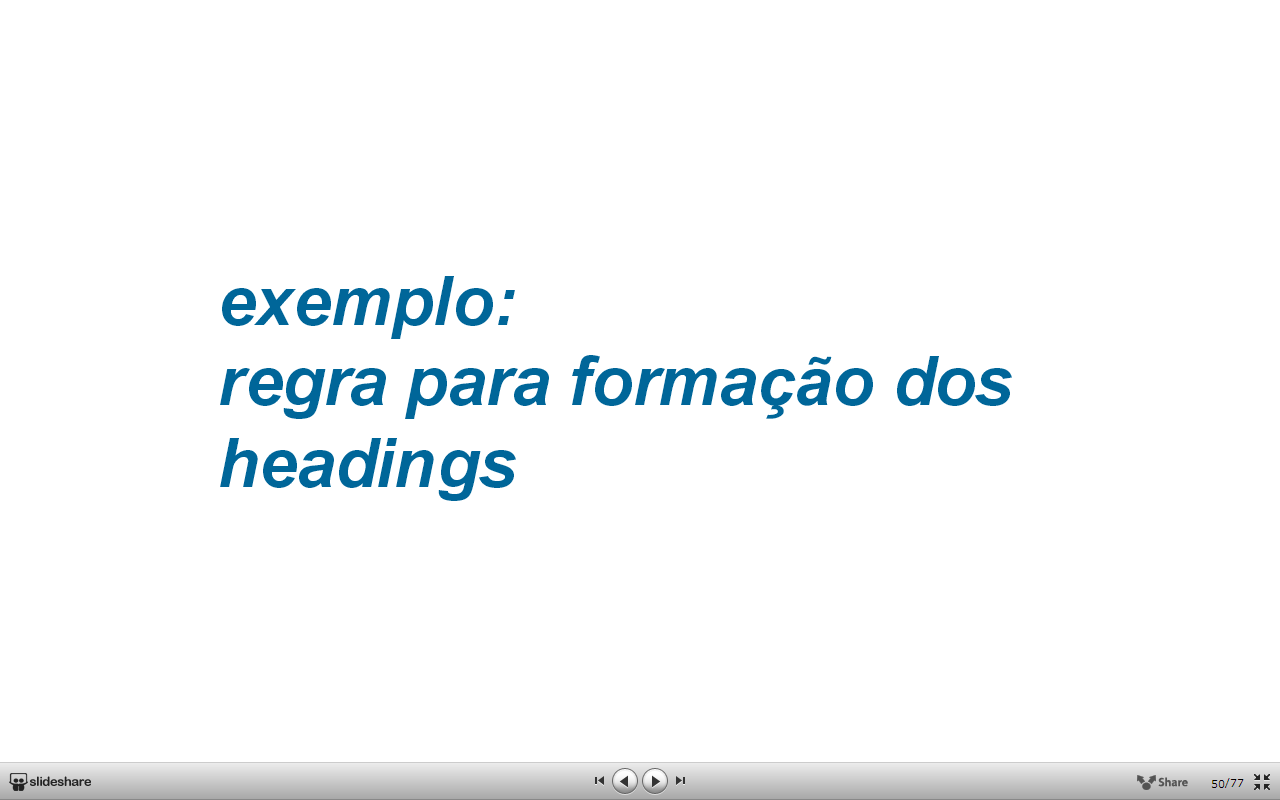 exemplo:
regra para formação dos
headings
slideshare
Share
50/77